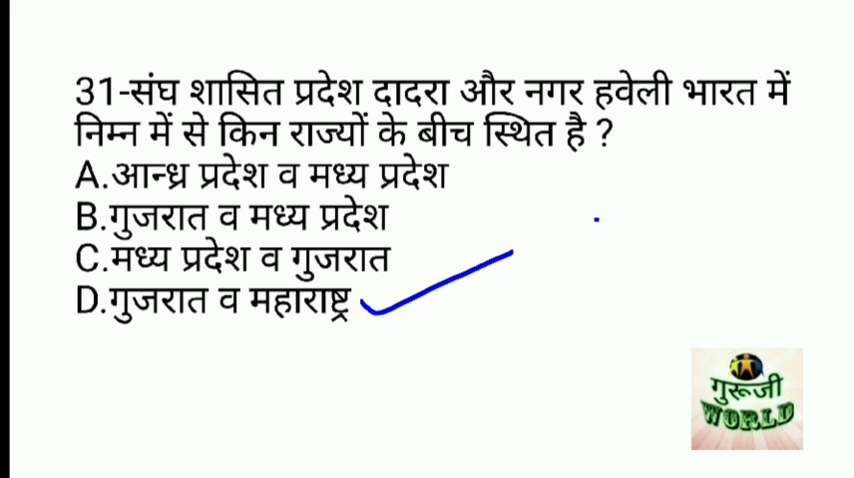 31-संघ शासित प्रदेश दादरा और नगर हवेली भारत में
निम्न में से किन राज्यों के बीच स्थित है ?
A.आन्ध्र प्रदेश व मध्य प्रदेश
B.गुजरात व मध्य प्रदेश
C.मध्य प्रदेश व गुजरात
D.गुजरात व महाराष्ट्र
गुरूजी
WORLD